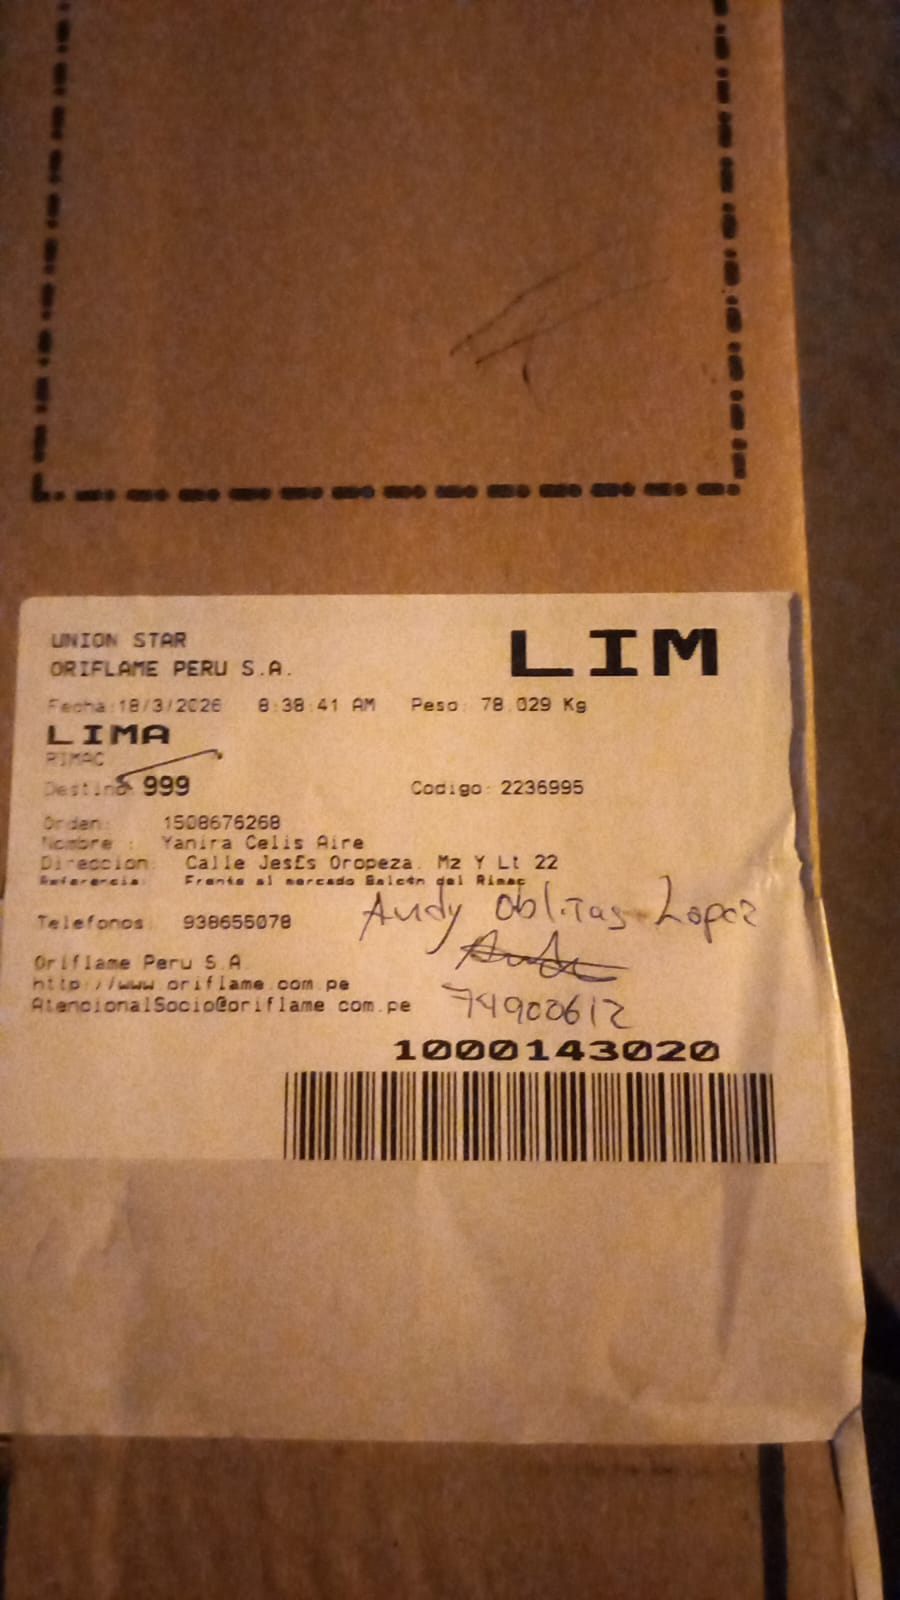 UNION STAR
LIM
ORIFLAME PERU S.A.
Fecha:18/3/2026 8:38:41 AM Peso: 78.029 Kg
LIMA
RIMAC
Destino 999 Codigo: 2236995
Orden: 1508676268
Nombre : Yanira Celis Aire
Direccion: Calle Jes£s Oropeza. Mz Y Lt 22
Referencia: Frente al mercado Balcón del Rimac
Telefonos: 938655078
Andy Oblitas Lopez
Oriflame Peru S.A
http://www.oriflame.com.pe
AtencionalSocio@oriflame.com.pe
74900612
1000143020